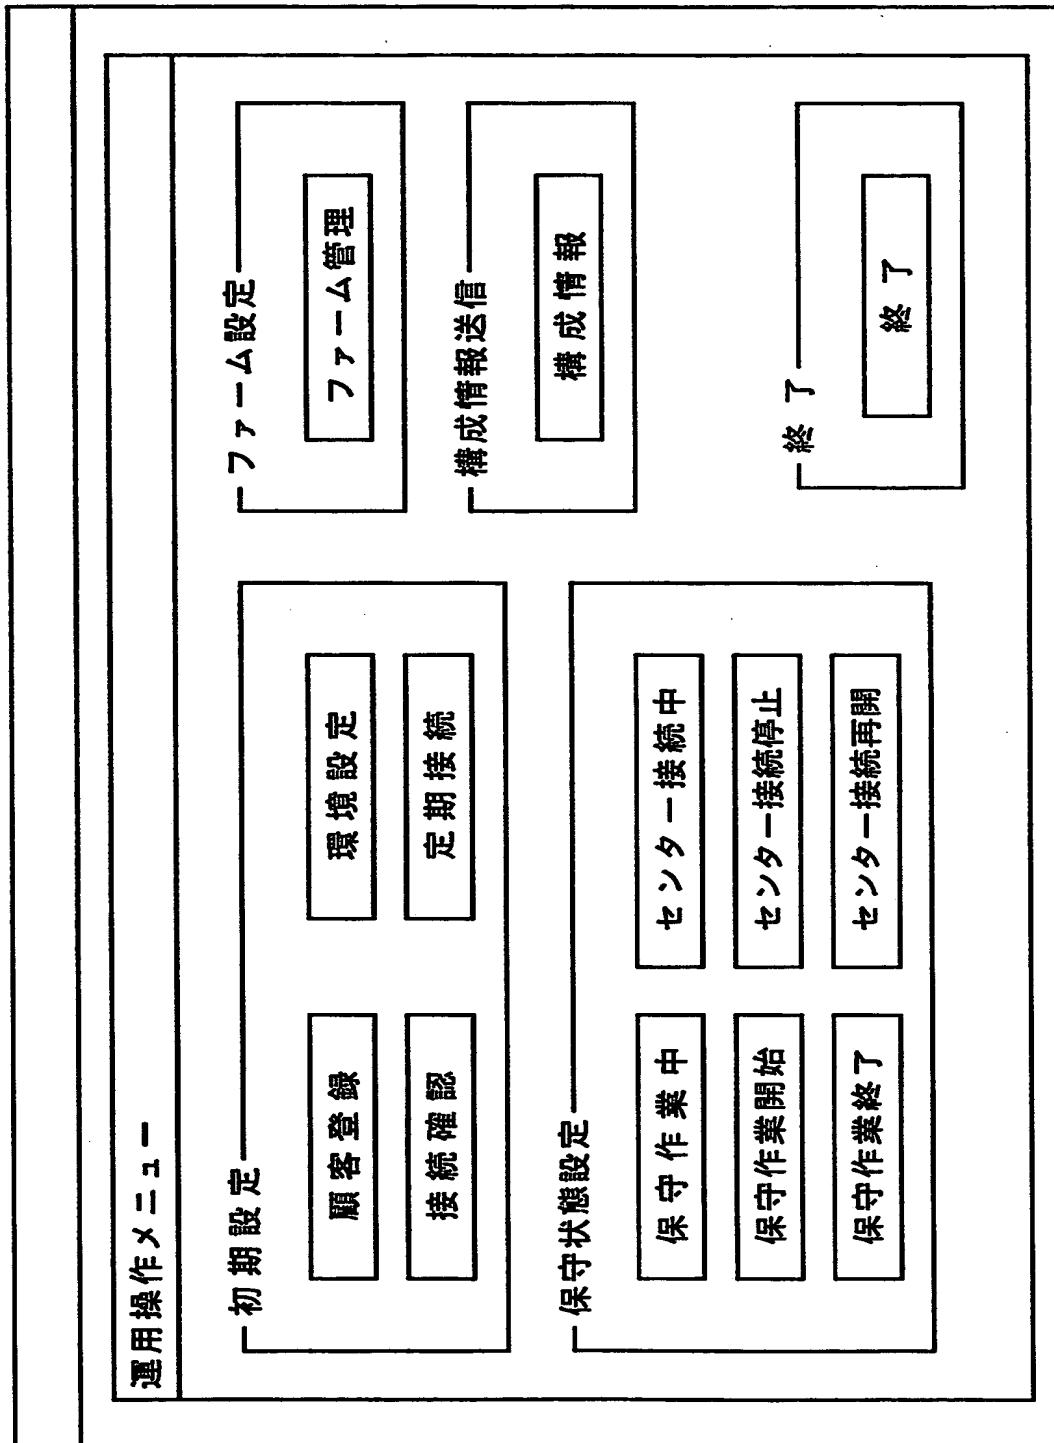 運用操作メニュー
初期設定
顧客登録
環境設定
接続確認
定期接続
保守状態設定
保守作業中
センター接続中
保守作業開始
センター接続停止
保守作業終了
センター接続再開
ファーム設定
ファーム管理
構成情報送信
構成情報
終了
終了